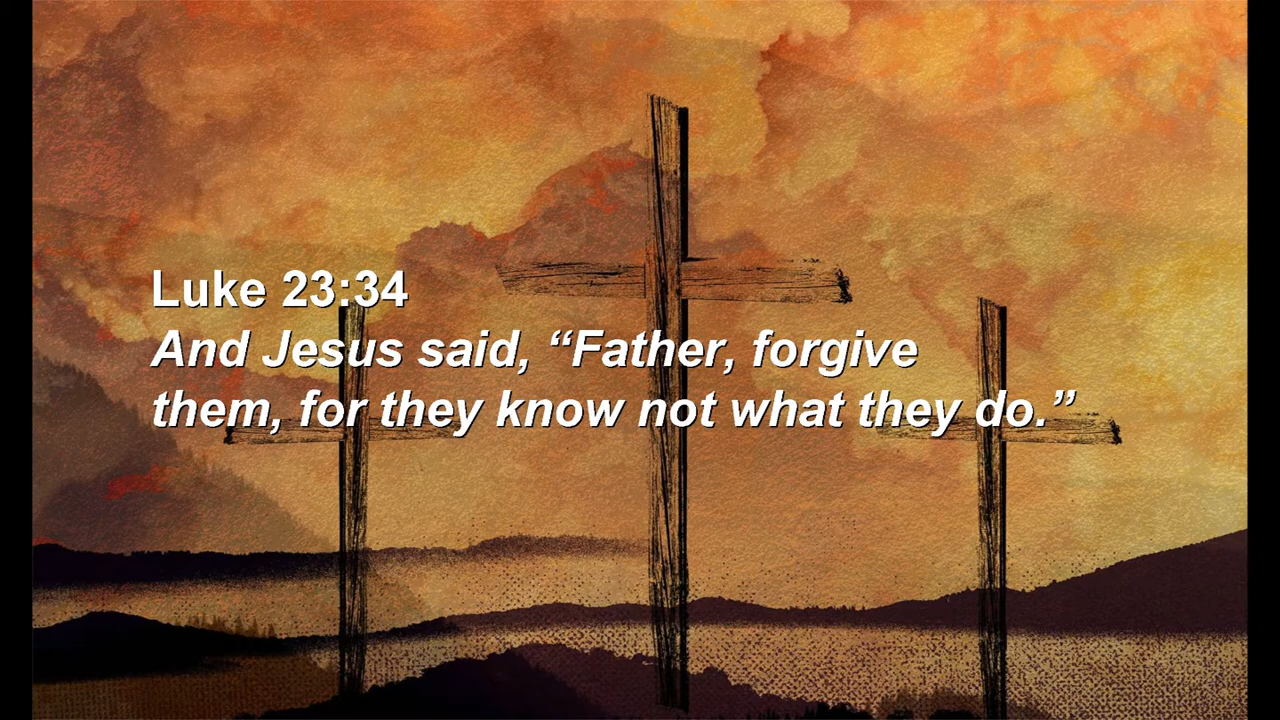 Luke 23:34
And Jesus said, “Father, forgive
them, for they know not what they do.”